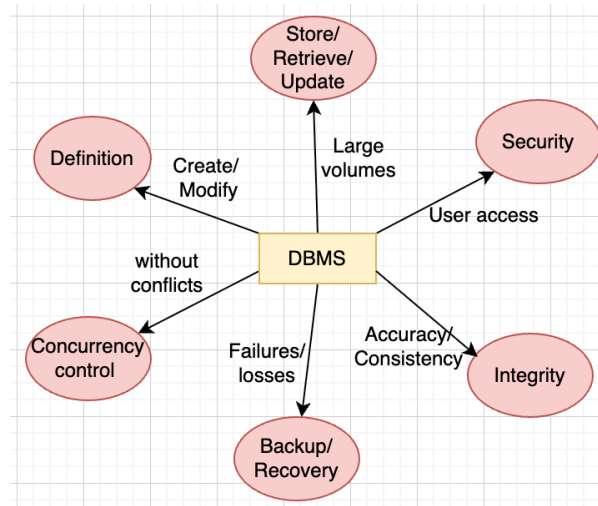 Store/
Retrieve/
Update
Definition
Create/
Modify
Large
volumes
Security
User access
DBMS
without
conflicts
Concurrency
control
Failures/
losses
Accuracy/
Consistency
Integrity
Backup/
Recovery